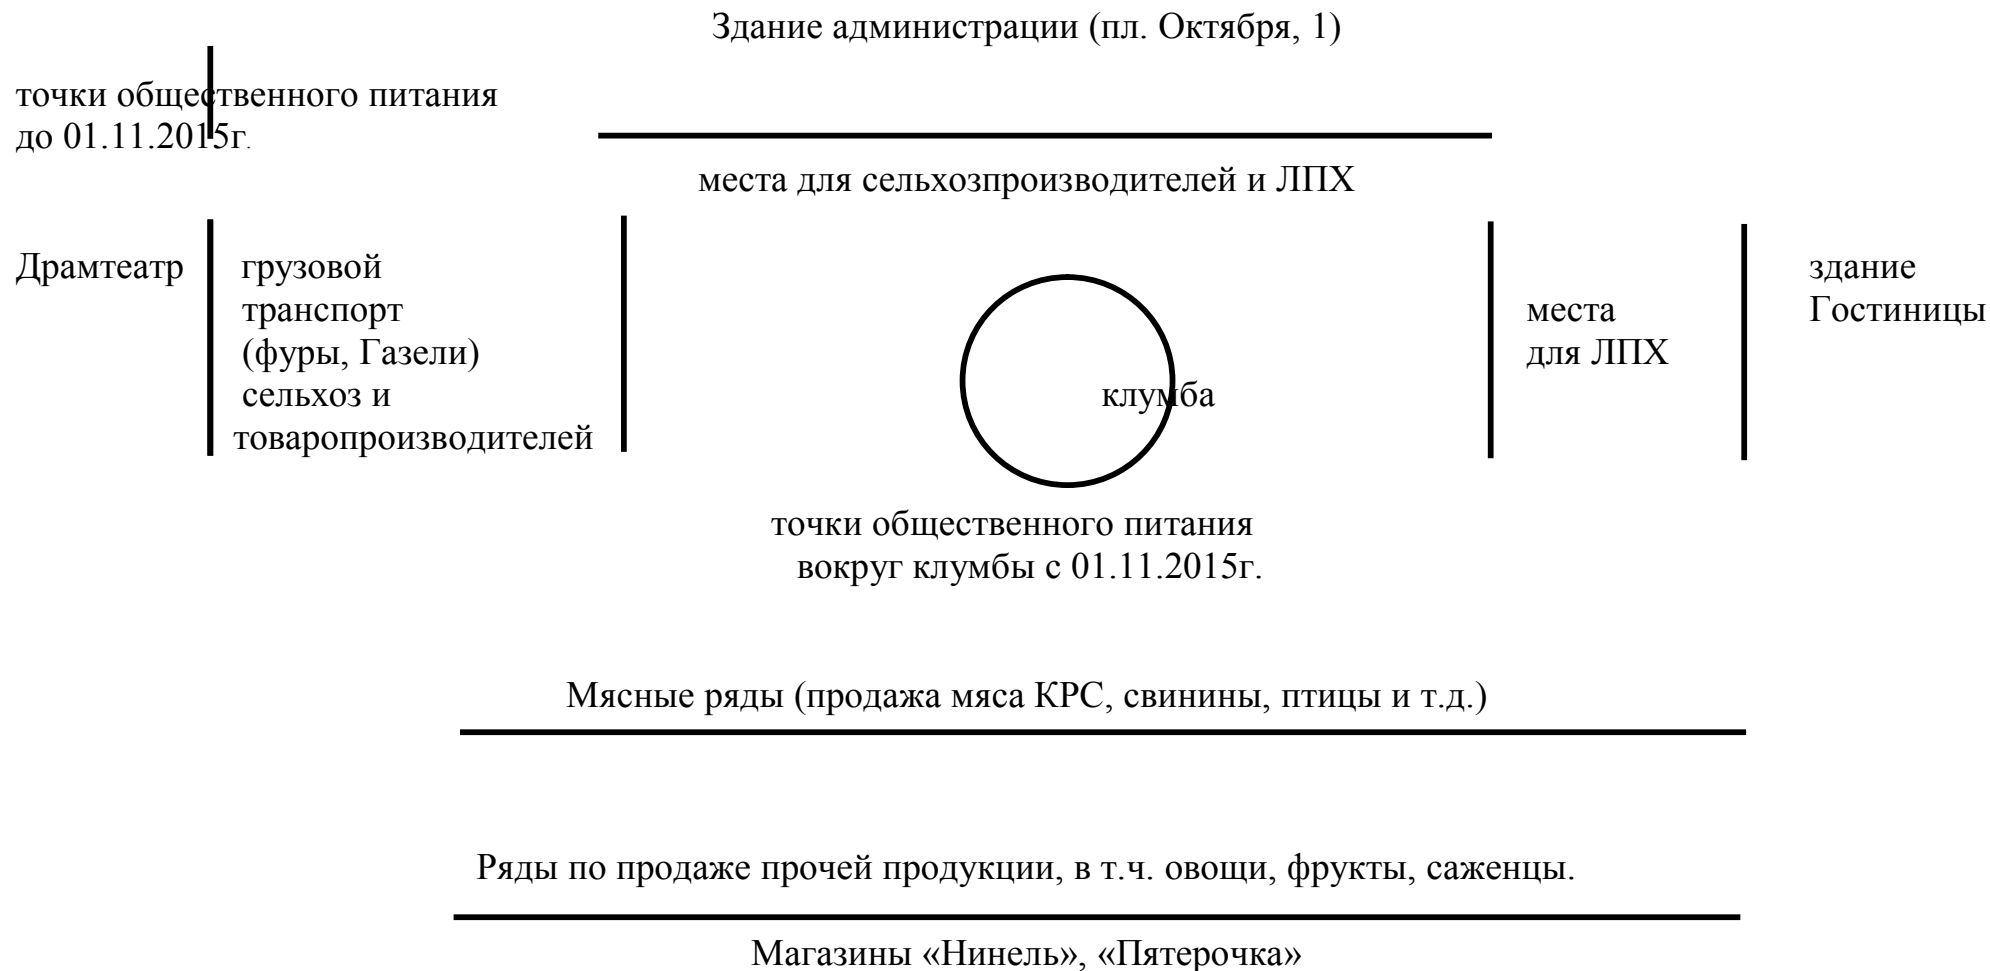 Здание администрации (пл. Октября, 1)
точки общественного питания
до 01.11.2015г.
места для сельхозпроизводителей и ЛПХ
Драмтеатр
грузовой
транспорт
(фуры, Газели)
сельхоз и
товаропроизводителей
клумба
места
для ЛПХ
здание
Гостиницы
точки общественного питания
вокруг клумбы с 01.11.2015г.
Мясные ряды (продажа мяса КРС, свинины, птицы и т.д.)
Ряды по продаже прочей продукции, в т.ч. овощи, фрукты, саженцы.
Магазины «Нинель», «Пятерочка»